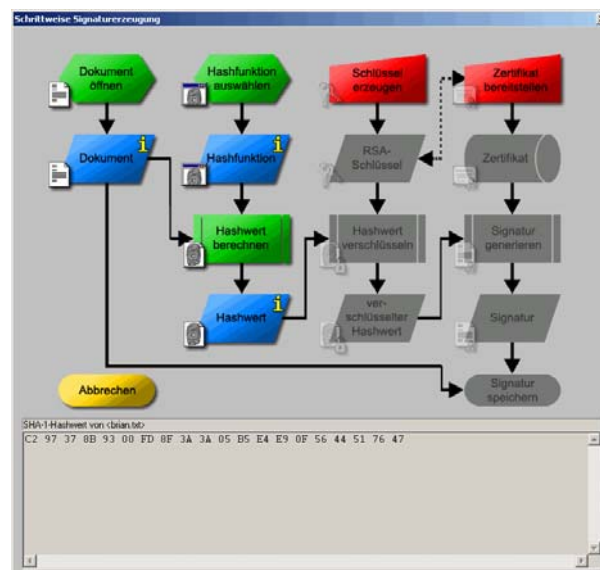 Schrittweise Signaturerzeugung
Dokument
öffnen
Hashfunktion
auswählen
Schlüssel
erzeugen
Zertifikat
bereitstellen
Dokument
i
Hashfunktion
i
RSA-
Schlüssel
Zertifikat
Hashwert
berechnen
Hashwert
verschlüsseln
Signatur
generieren
Hashwert
i
ver-
schlüsselter
Hashwert
Signatur
Abbrechen
Signatur
speichern
SHA-1-Hashwert von <brian.txt>
C2 97 37 8B 93 00 FD 8F 3A 3A 05 B5 E4 E9 0F 56 44 51 76 47